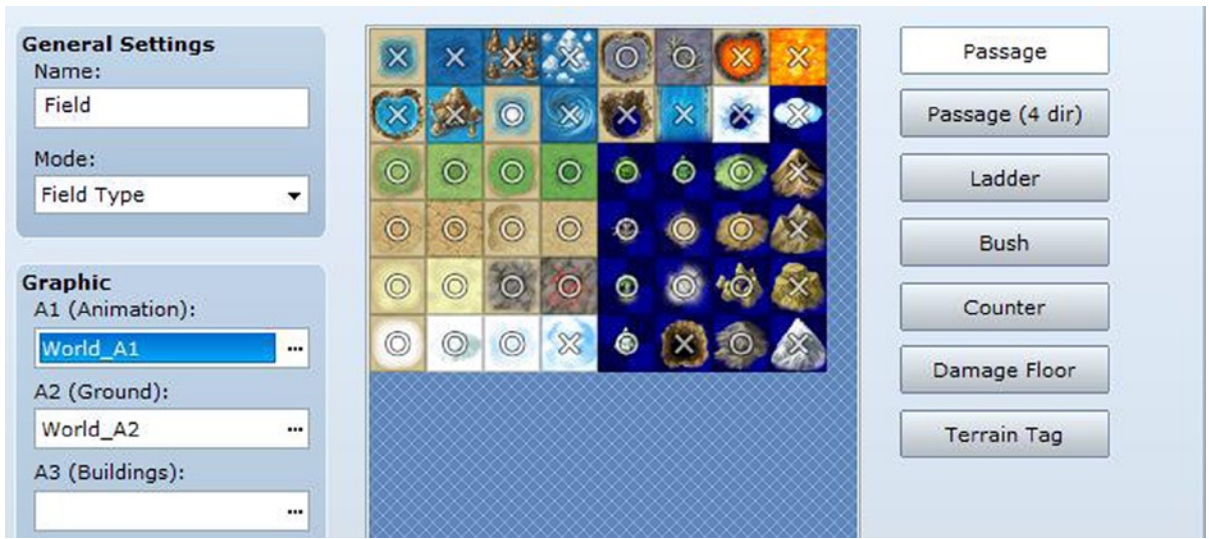 General Settings
Name:
Field
Mode:
Field Type
Graphic
A1 (Animation):
World_A1
...
A2 (Ground):
World_A2
...
A3 (Buildings):
...
Passage
Passage (4 dir)
Ladder
Bush
Counter
Damage Floor
Terrain Tag